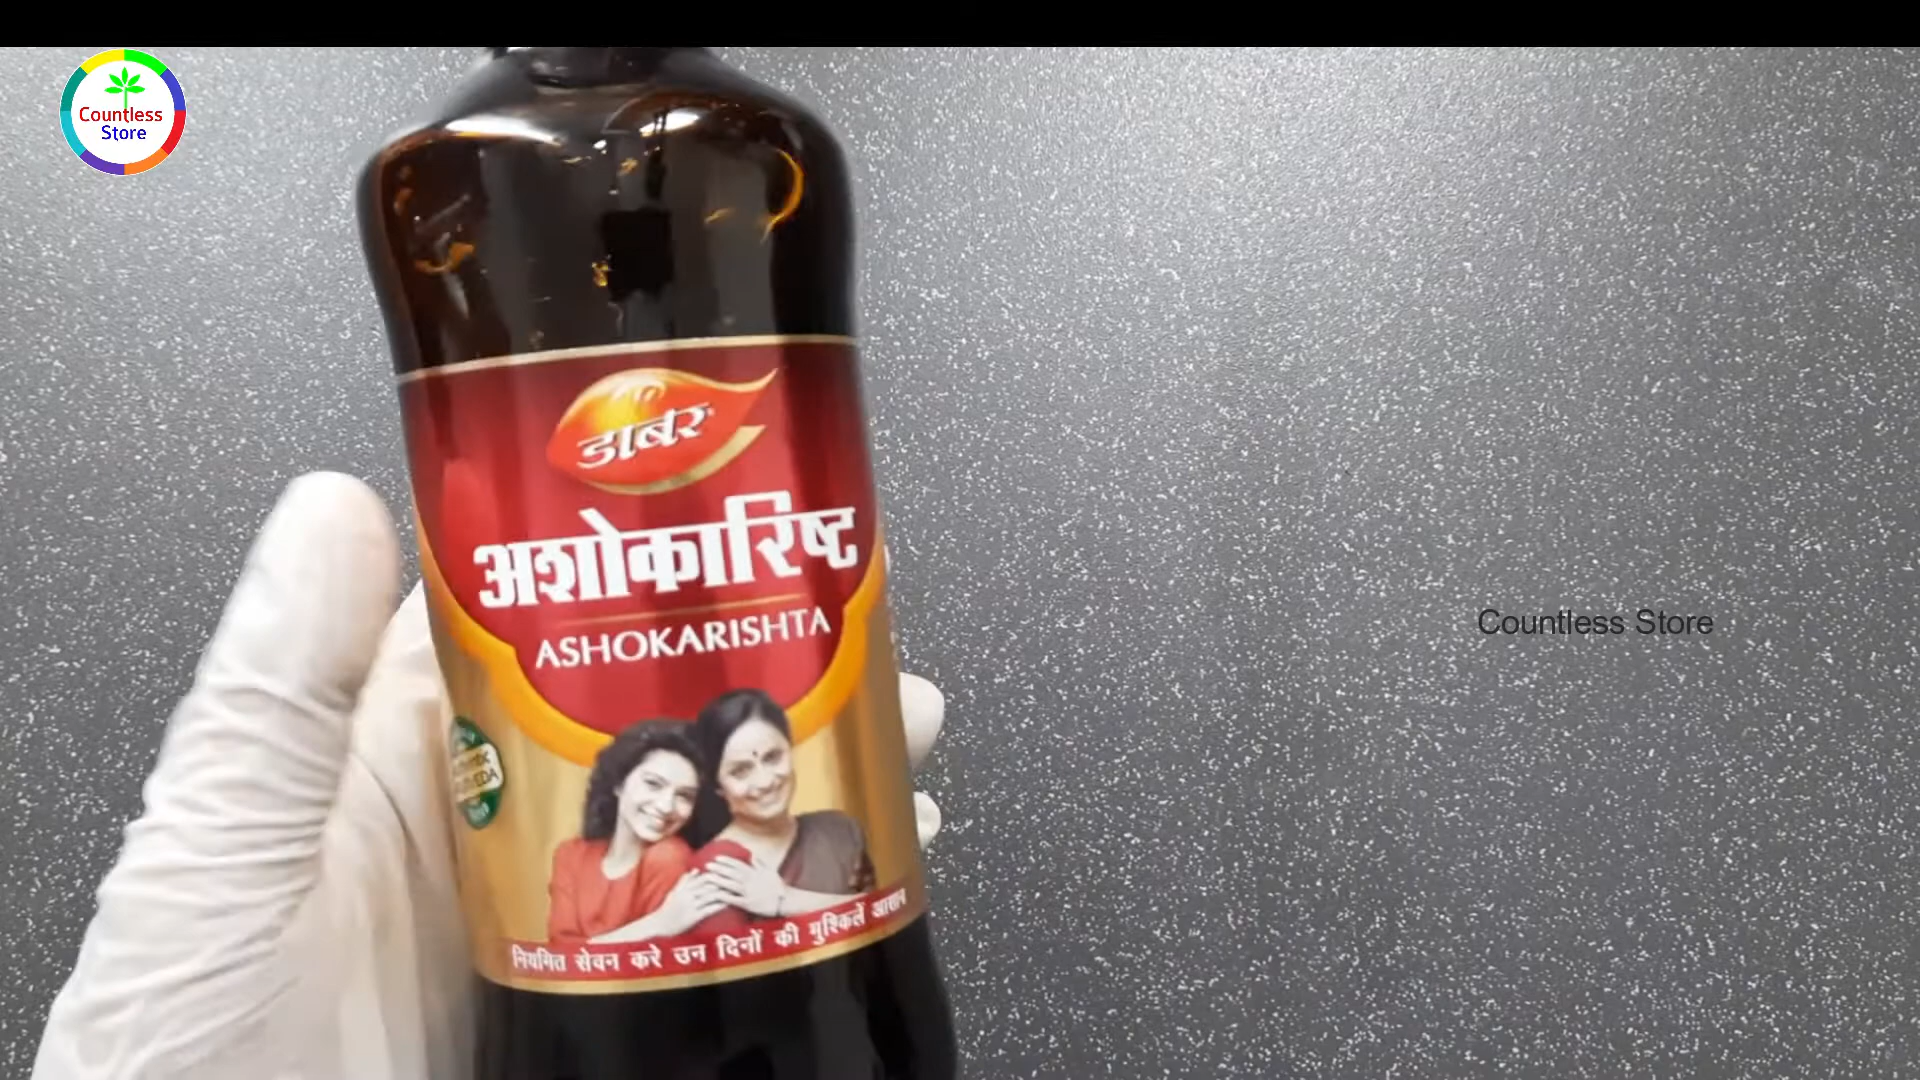 Countless
Store
डाबर
अशोकारिष्ट
ASHOKARISHTA
Countless Store
नियमित सेवन करे उन दिनों की मुश्किलें आसान